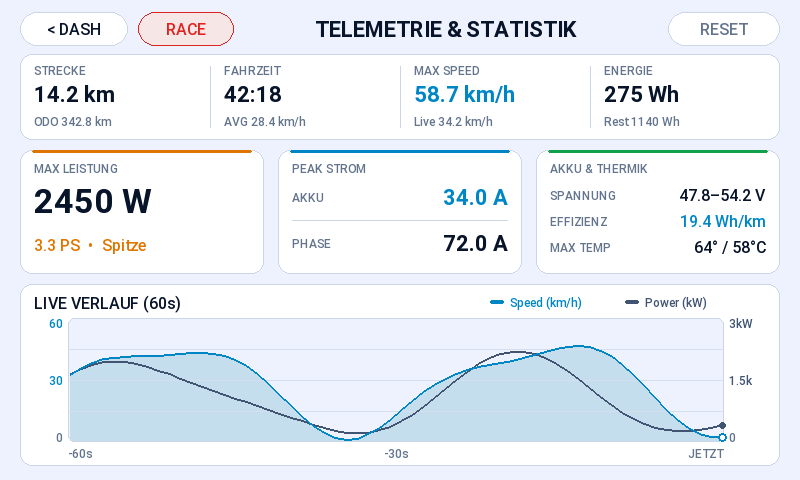 < DASH
RACE
TELEMETRIE & STATISTIK
RESET
STRECKE
14.2 km
ODO 342.8 km
FAHRZEIT
42:18
AVG 28.4 km/h
MAX SPEED
58.7 km/h
Live 34.2 km/h
ENERGIE
275 Wh
Rest 1140 Wh
MAX LEISTUNG
2450 W
3.3 PS • Spitze
PEAK STROM
AKKU 34.0 A
PHASE 72.0 A
AKKU & THERMIK
SPANNUNG 47.8–54.2 V
EFFIZIENZ 19.4 Wh/km
MAX TEMP 64° / 58°C
LIVE VERLAUF (60s)
Speed (km/h)
Power (kW)
60
30
0
3kW
1.5k
0
-60s
-30s
JETZT